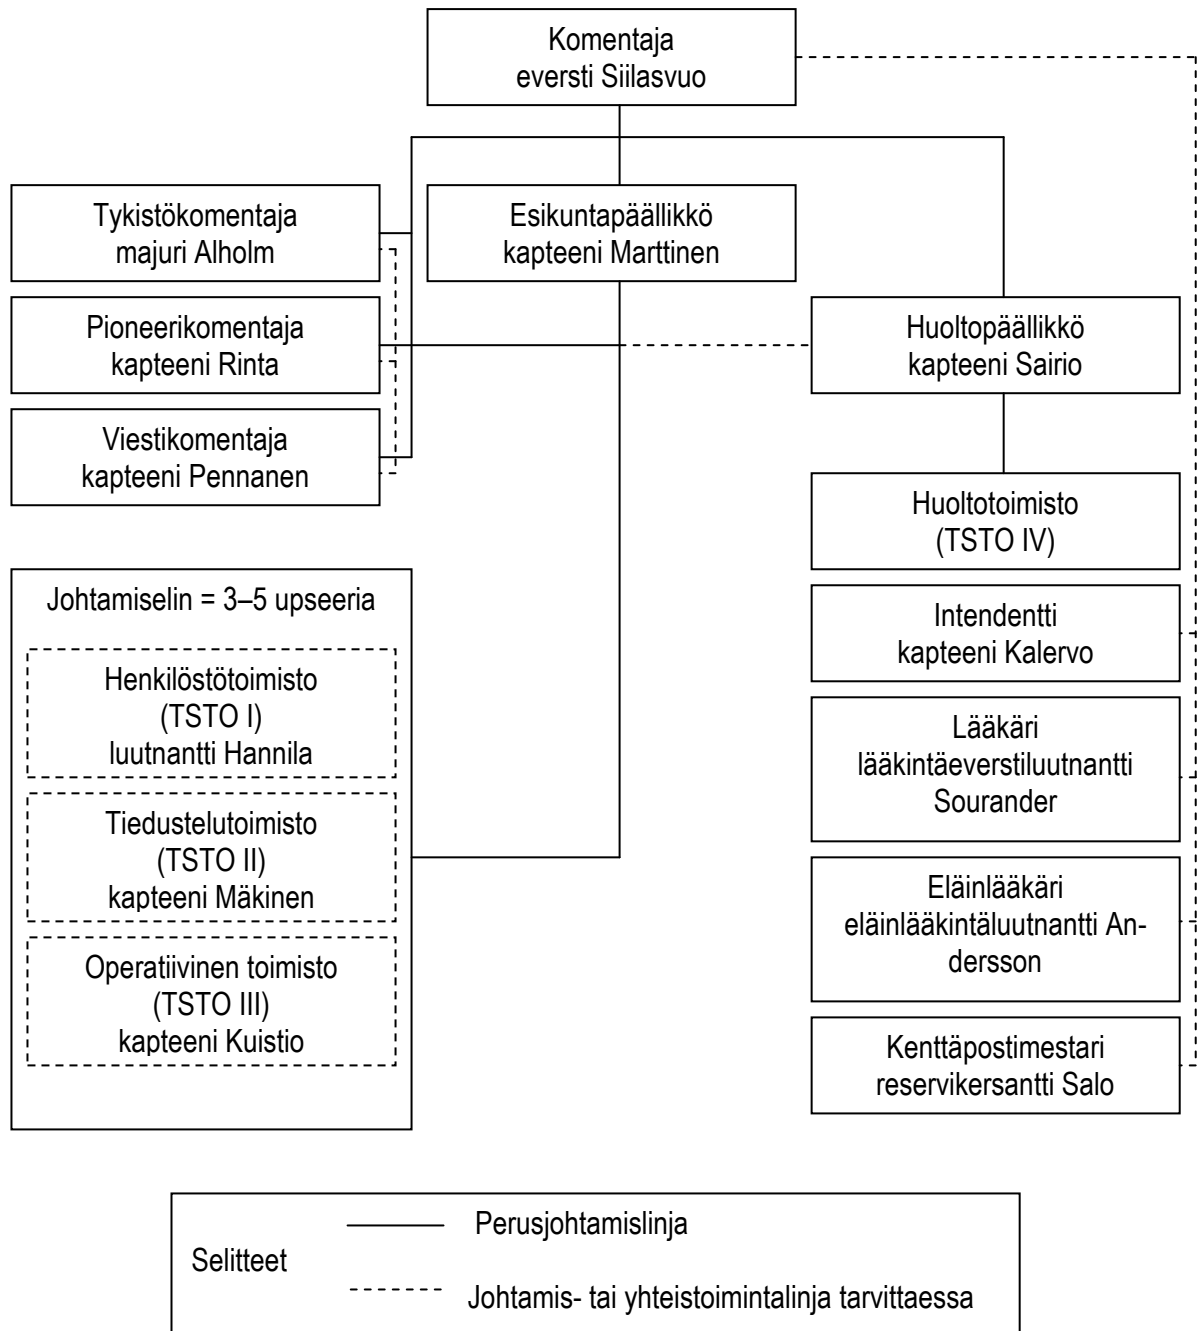 Komentaja
eversti Siilasvuo
Tykistökomentaja
majuri Alholm
Esikuntapäällikkö
kapteeni Marttinen
Pioneerikomentaja
kapteeni Rinta
Huoltopäällikkö
kapteeni Sairio
Viestikomentaja
kapteeni Pennanen
Huoltotoimisto
(TSTO IV)
Johtamiselin = 3–5 upseeria
Henkilöstötoimisto
(TSTO I)
luutnantti Hannila
Tiedustelutoimisto
(TSTO II)
kapteeni Mäkinen
Operatiivinen toimisto
(TSTO III)
kapteeni Kuistio
Intendentti
kapteeni Kalervo
Lääkäri
lääkintäeverstiluutnantti
Sourander
Eläinlääkäri
eläinlääkintäluutnantti An-
dersson
Kenttäpostimestari
reservikersantti Salo
Selitteet
Perusjohtamislinja
Johtamis- tai yhteistoimintalinja tarvittaessa